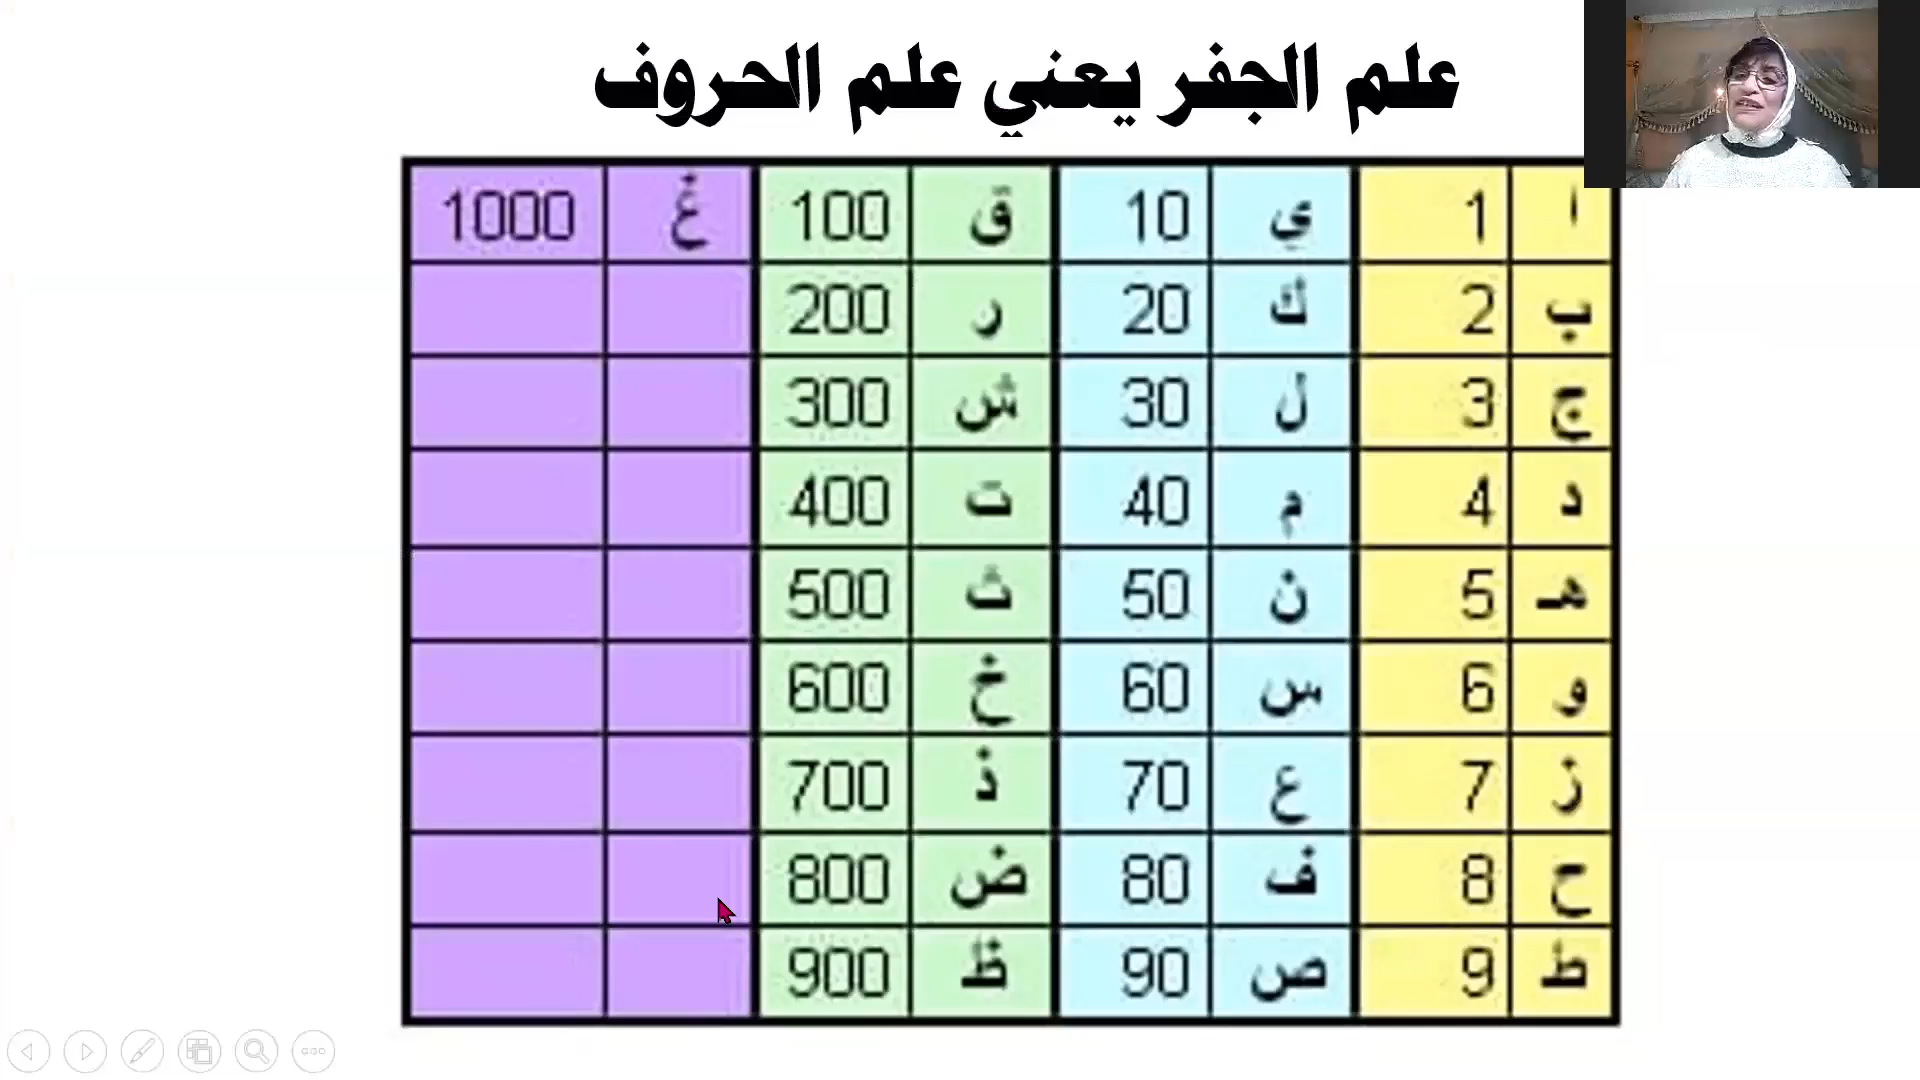 علم الجفر يعني علم الحروف
ا 1 ي 10 ق 100 غ 1000
ب 2 ك 20 ر 200
ج 3 ل 30 ش 300
د 4 م 40 ت 400
هـ 5 ن 50 ث 500
و 6 س 60 خ 600
ز 7 ع 70 ذ 700
ح 8 ف 80 ض 800
ط 9 ص 90 ظ 900